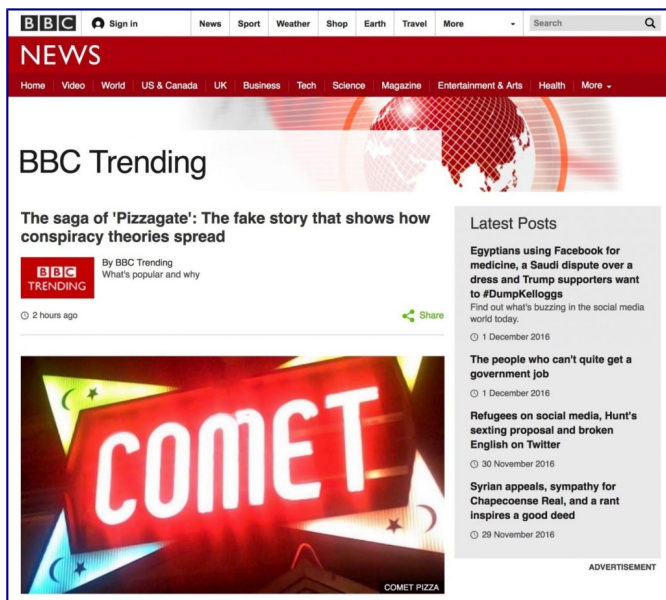 BBC Sign in News Sport Weather Shop Earth Travel More Search
NEWS
Home Video World US & Canada UK Business Tech Science Magazine Entertainment & Arts Health More
BBC Trending
The saga of 'Pizzagate': The fake story that shows how
conspiracy theories spread
BBC
TRENDING
By BBC Trending
What's popular and why
2 hours ago
Share
COMET
COMET PIZZA
Latest Posts
Egyptians using Facebook for
medicine, a Saudi dispute over a
dress and Trump supporters want
to #DumpKelloggs
Find out what's buzzing in the social media
world today.
1 December 2016
The people who can't quite get a
government job
1 December 2016
Refugees on social media, Hunt's
sexting proposal and broken
English on Twitter
30 November 2016
Syrian appeals, sympathy for
Chapecoense Real, and a rant
inspires a good deed
29 November 2016
ADVERTISEMENT